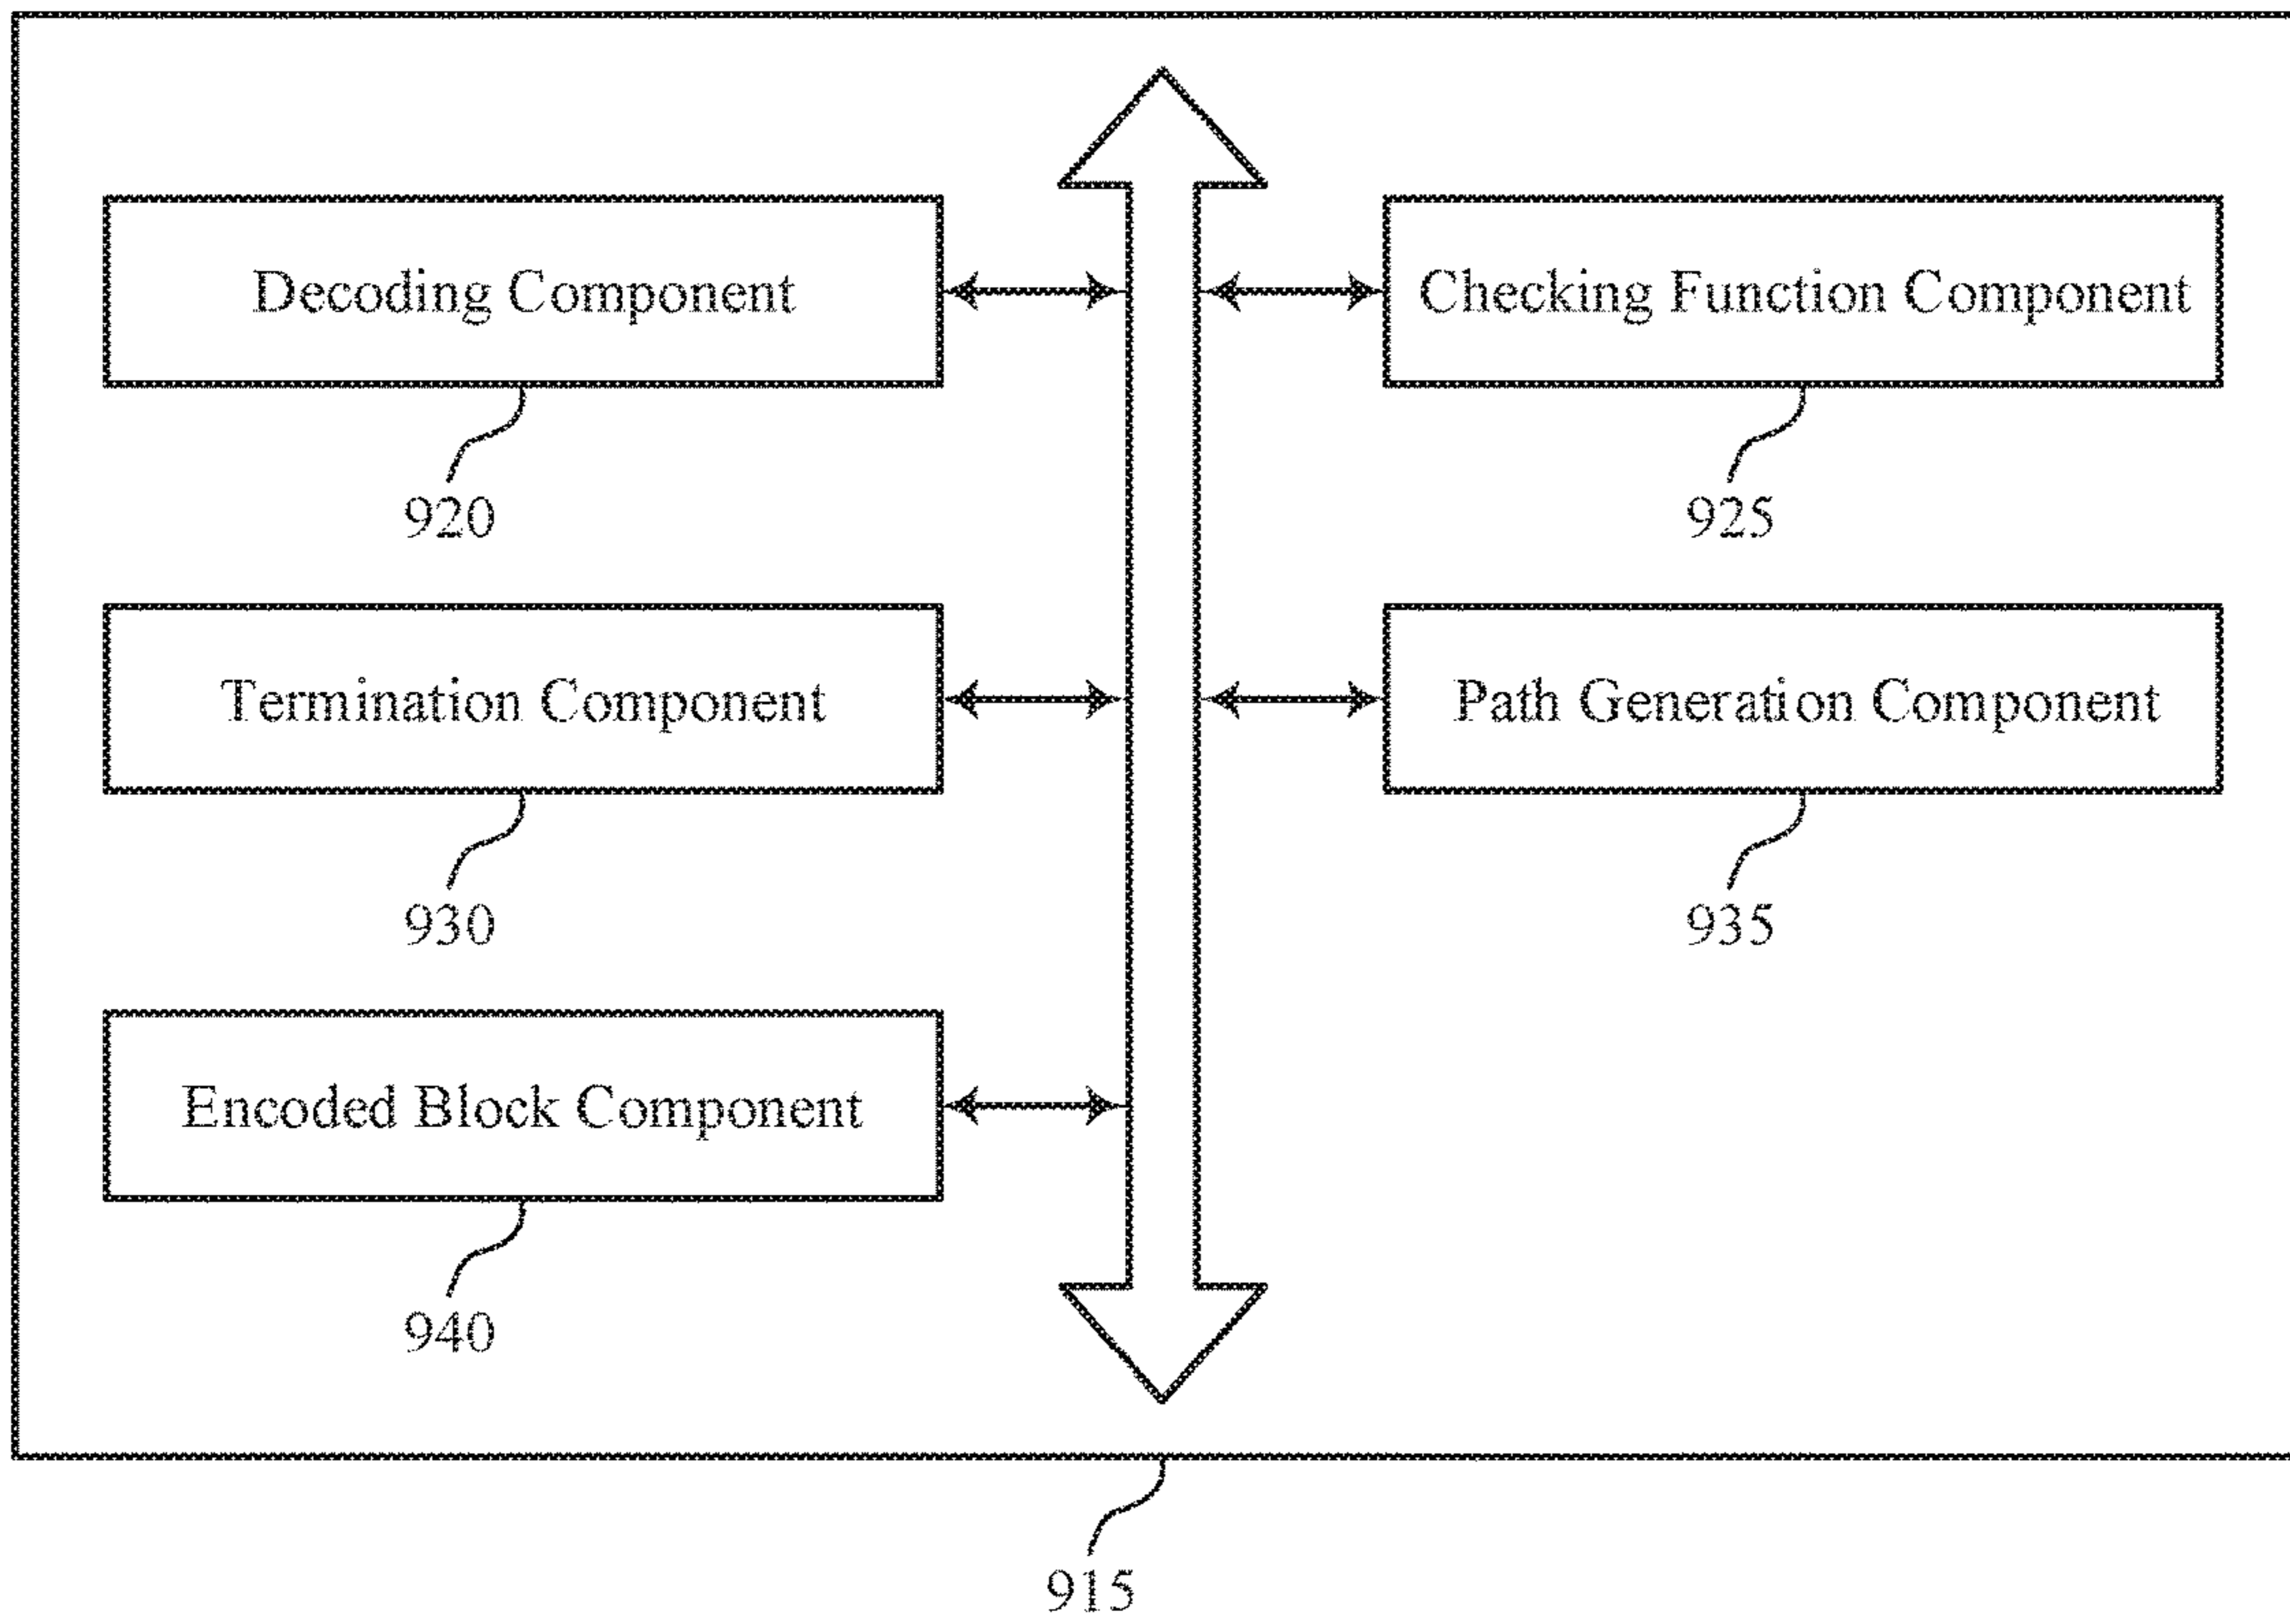 Decoding Component
Checking Function Component
920
925
Termination Component
Path Generation Component
930
935
Encoded Block Component
940
915